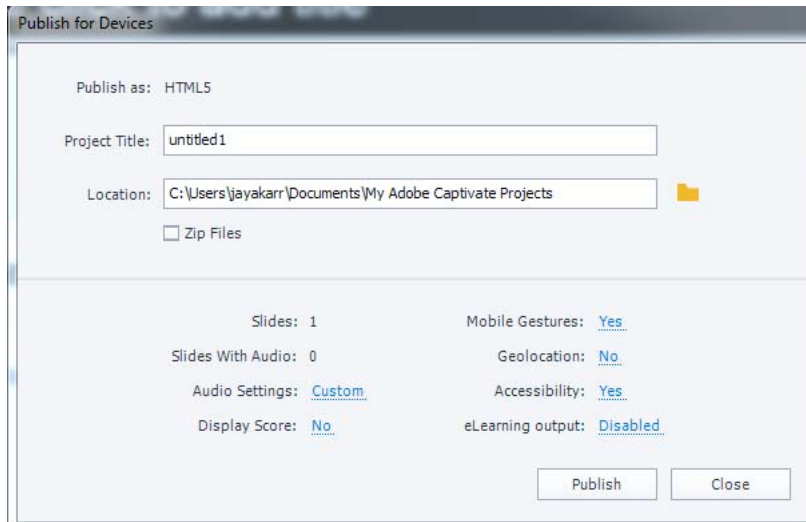 Publish for Devices
Publish as: HTML5
Project Title: untitled1
Location: C:\Users\jayakarr\Documents\My Adobe Captivate Projects
Zip Files
Slides: 1 Mobile Gestures: Yes
Slides With Audio: 0 Geolocation: No
Audio Settings: Custom Accessibility: Yes
Display Score: No eLearning output: Disabled
Publish Close